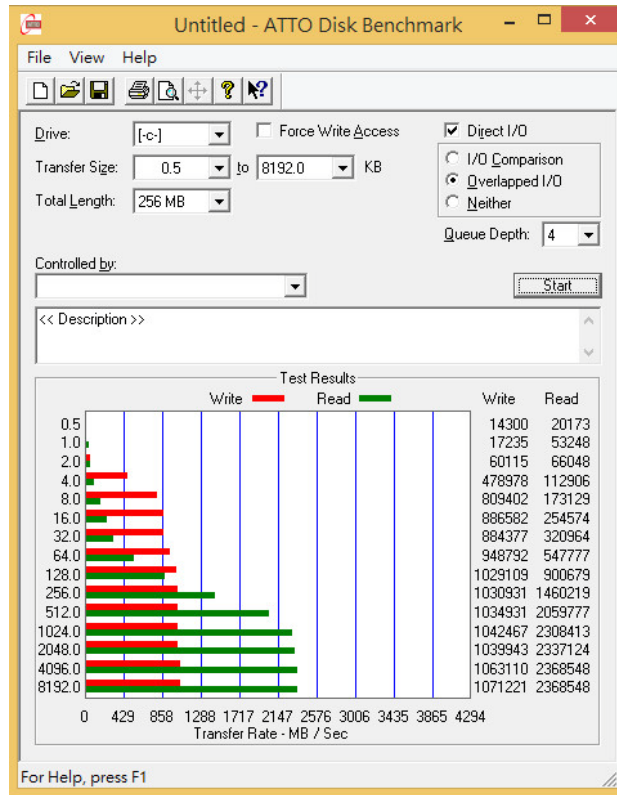 Untitled - ATTO Disk Benchmark
File View Help
Drive: [-c-] Force Write Access Direct I/O
Transfer Size: 0.5 to 8192.0 KB I/O Comparison
Overlapped I/O
Total Length: 256 MB Neither
Queue Depth: 4
Controlled by:
Start
<< Description >>
Test Results
Write Read Write Read
0.5 14300 20173
1.0 17235 53248
2.0 60115 66048
4.0 478978 112906
8.0 809402 173129
16.0 886582 254574
32.0 884377 320964
64.0 948792 547777
128.0 1029109 900679
256.0 1030931 1460219
512.0 1034931 2059777
1024.0 1042467 2308413
2048.0 1039943 2337124
4096.0 1063110 2368548
8192.0 1071221 2368548
0 429 858 1288 1717 2147 2576 3006 3435 3865 4294
Transfer Rate - MB / Sec
For Help, press F1